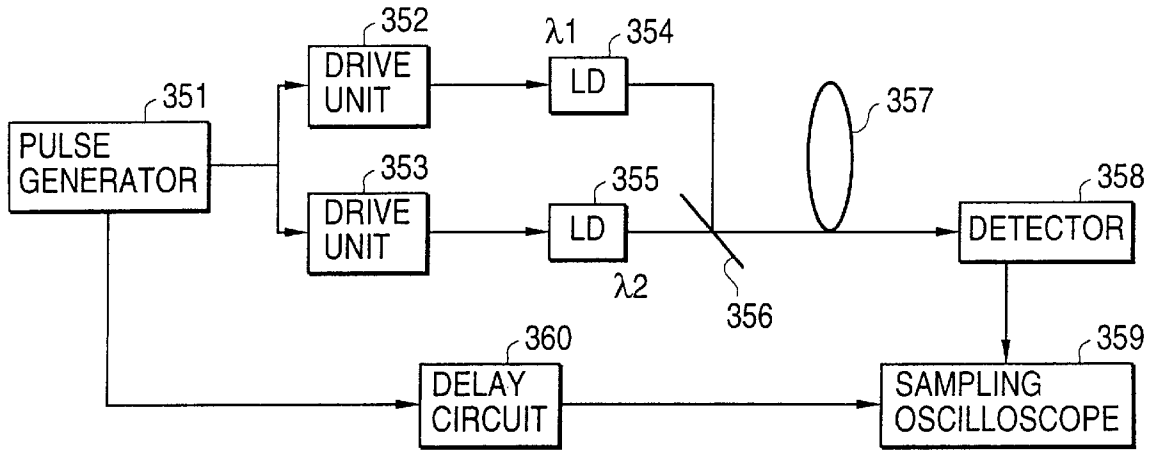 352
DRIVE
UNIT
λ1
354
LD
351
PULSE
GENERATOR
357
353
DRIVE
UNIT
355
LD
λ2
356
358
DETECTOR
360
DELAY
CIRCUIT
359
SAMPLING
OSCILLOSCOPE